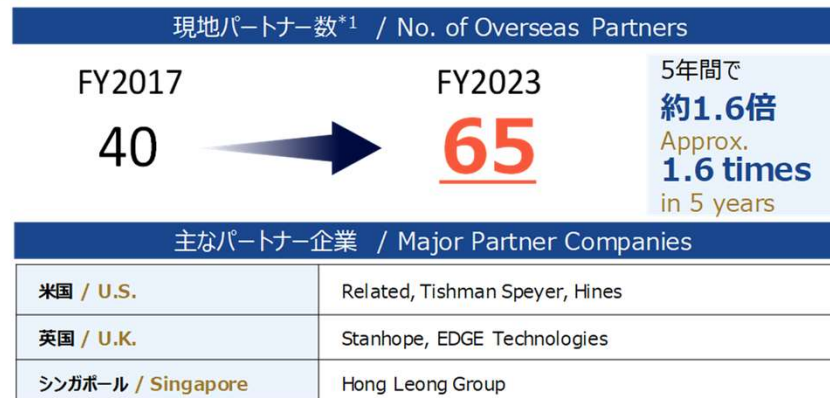 現地パートナー数*1 / No. of Overseas Partners
FY2017
40
FY2023
65
5年間で
約1.6倍
Approx.
1.6 times
in 5 years
主なパートナー企業 / Major Partner Companies
米国 / U.S. Related, Tishman Speyer, Hines
英国 / U.K. Stanhope, EDGE Technologies
シンガポール / Singapore Hong Leong Group